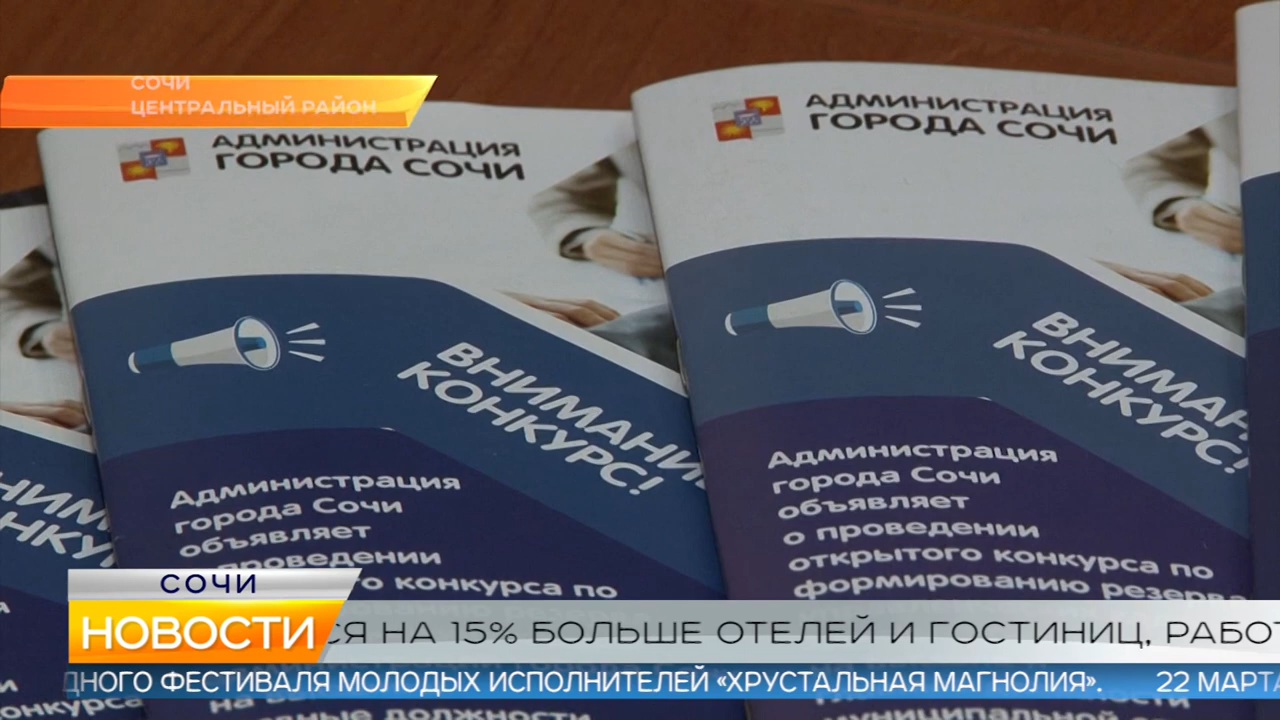 СОЧИ
ЦЕНТРАЛЬНЫЙ РАЙОН
АДМИНИСТРАЦИЯ
ГОРОДА СОЧИ
КОНКУРС!
Администрация
города Сочи
объявляет
проведении
конкурса по
АДМИНИСТРАЦИЯ
ГОРОДА СОЧИ
Администрация
города Сочи
объявляет
о проведении
открытого конкурса по
формированию резерва
СОЧИ
НОВОСТИ
СЯ НА 15% БОЛЬШЕ ОТЕЛЕЙ И ГОСТИНИЦ, РАБОТ
ДНОГО ФЕСТИВАЛЯ МОЛОДЫХ ИСПОЛНИТЕЛЕЙ «ХРУСТАЛЬНАЯ МАГНОЛИЯ». 22 МАРТА
должности
муниципальной